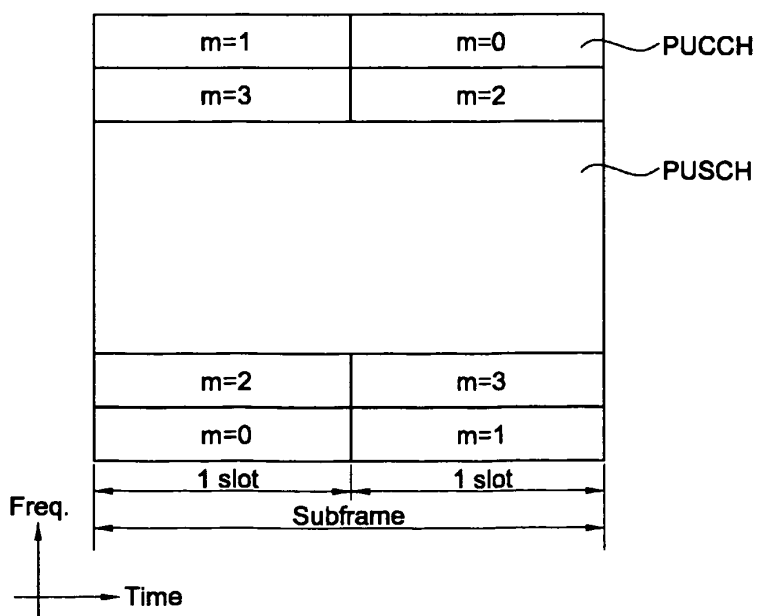 m=1 m=0 PUCCH
m=3 m=2
PUSCH
m=2 m=3
m=0 m=1
1 slot 1 slot
Freq. Subframe
Time